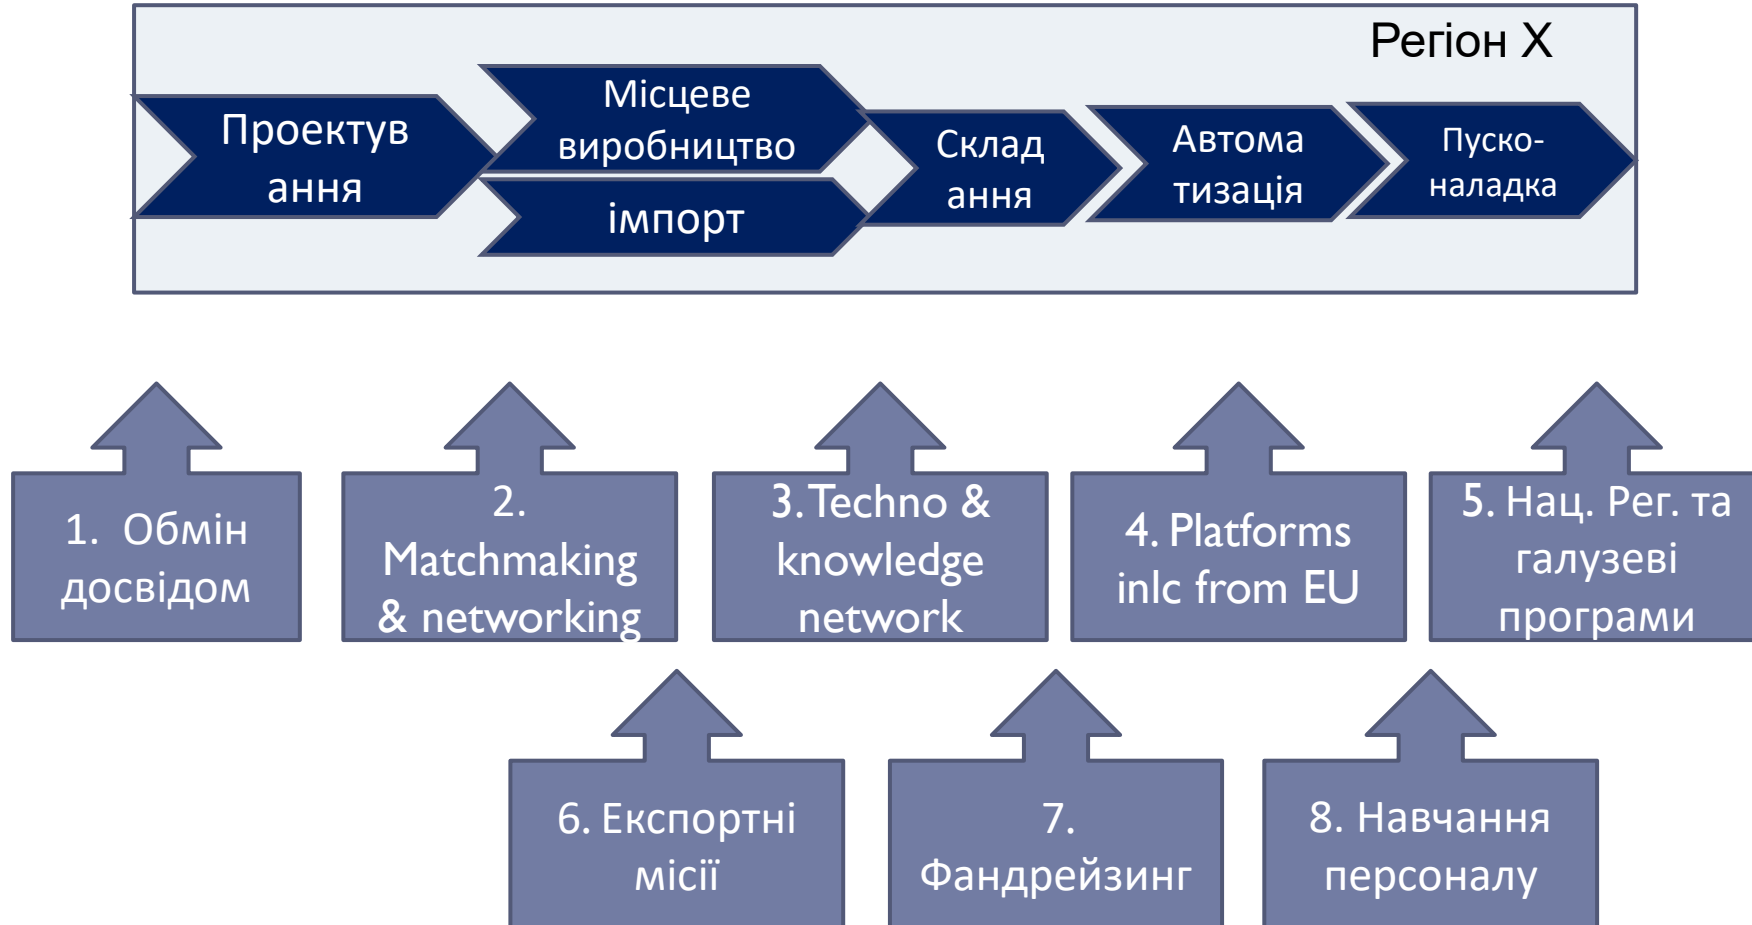 Регіон X
Проектув
ання
Місцеве
виробництво
імпорт
Склад
ання
Автома
тизація
Пуско-
наладка
1. Обмін
досвідом
2.
Matchmaking
& networking
3. Techno &
knowledge
network
4. Platforms
inlc from EU
5. Нац. Рег. та
галузеві
програми
6. Експортні
місії
7.
Фандрейзинг
8. Навчання
персоналу